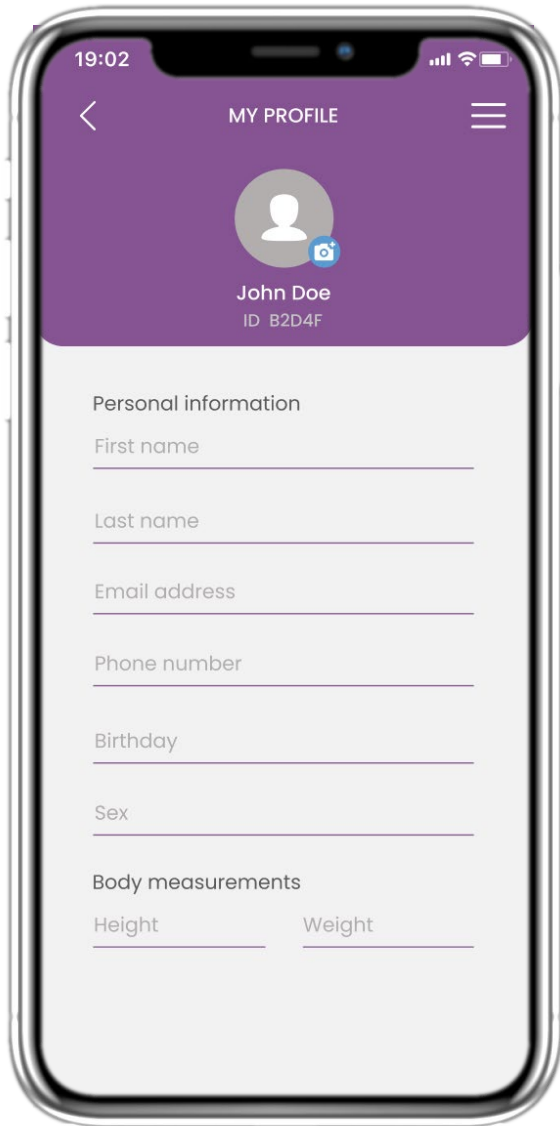 19:02
MY PROFILE
John Doe
ID B2D4F
Personal information
First name
Last name
Email address
Phone number
Birthday
Sex
Body measurements
Height Weight